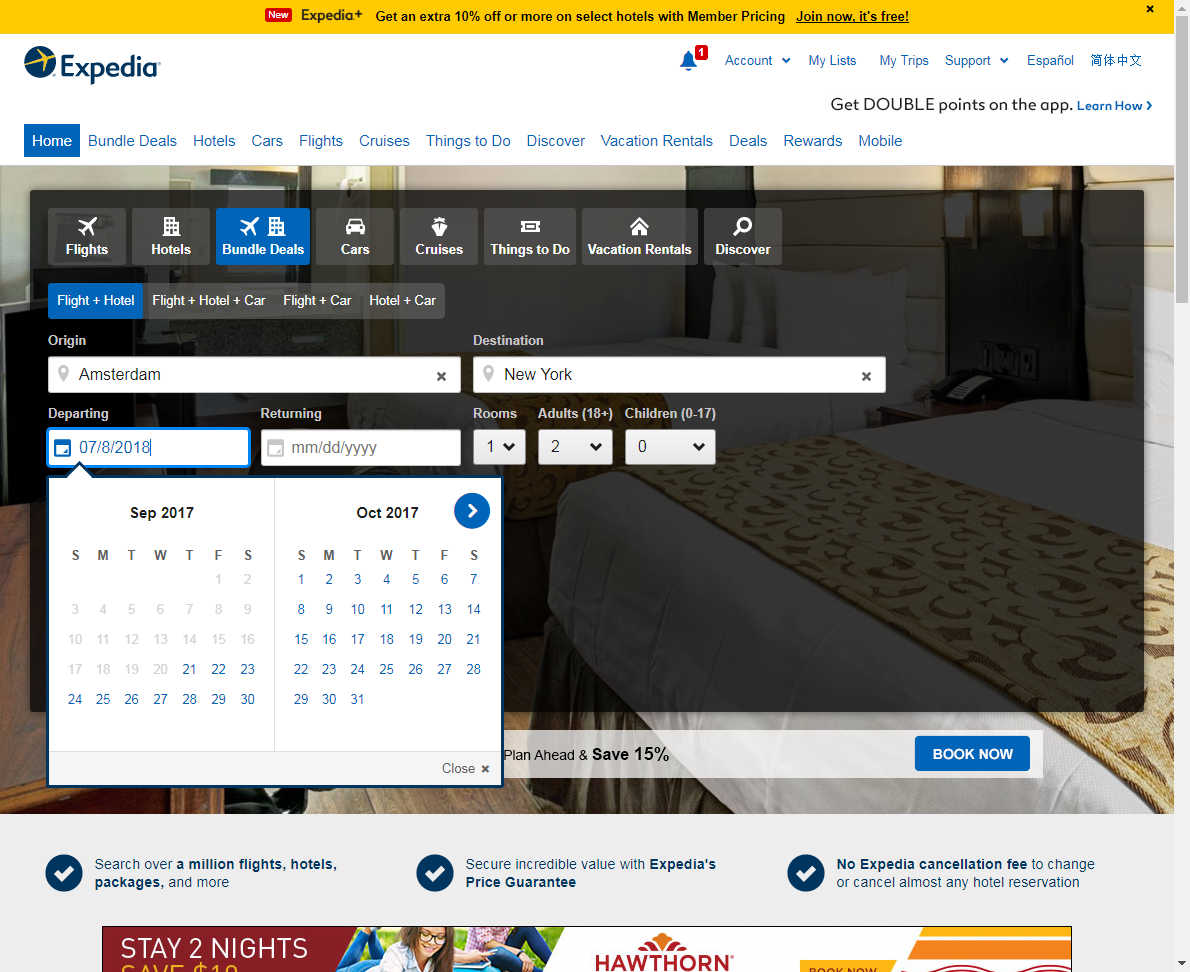 New Expedia+ Get an extra 10% off or more on select hotels with Member Pricing Join now, it's free!
Expedia
1 Account My Lists My Trips Support Español 简体中文
Get DOUBLE points on the app. Learn How
Home Bundle Deals Hotels Cars Flights Cruises Things to Do Discover Vacation Rentals Deals Rewards Mobile
Flights Hotels Bundle Deals Cars Cruises Things to Do Vacation Rentals Discover
Flight + Hotel Flight + Hotel + Car Flight + Car Hotel + Car
Origin Destination
Amsterdam New York
Departing Returning Rooms Adults (18+) Children (0-17)
07/8/2018 mm/dd/yyyy 1 2 0
Sep 2017 Oct 2017
S M T W T F S S M T W T F S
1 2 1 2 3 4 5 6 7
3 4 5 6 7 8 9 8 9 10 11 12 13 14
10 11 12 13 14 15 16 15 16 17 18 19 20 21
17 18 19 20 21 22 23 22 23 24 25 26 27 28
24 25 26 27 28 29 30 29 30 31
Plan Ahead & Save 15% BOOK NOW
Close
Search over a million flights, hotels, packages, and more
Secure incredible value with Expedia's Price Guarantee
No Expedia cancellation fee to change or cancel almost any hotel reservation
STAY 2 NIGHTS
SAVE $10
HAWTHORN
BOOK NOW